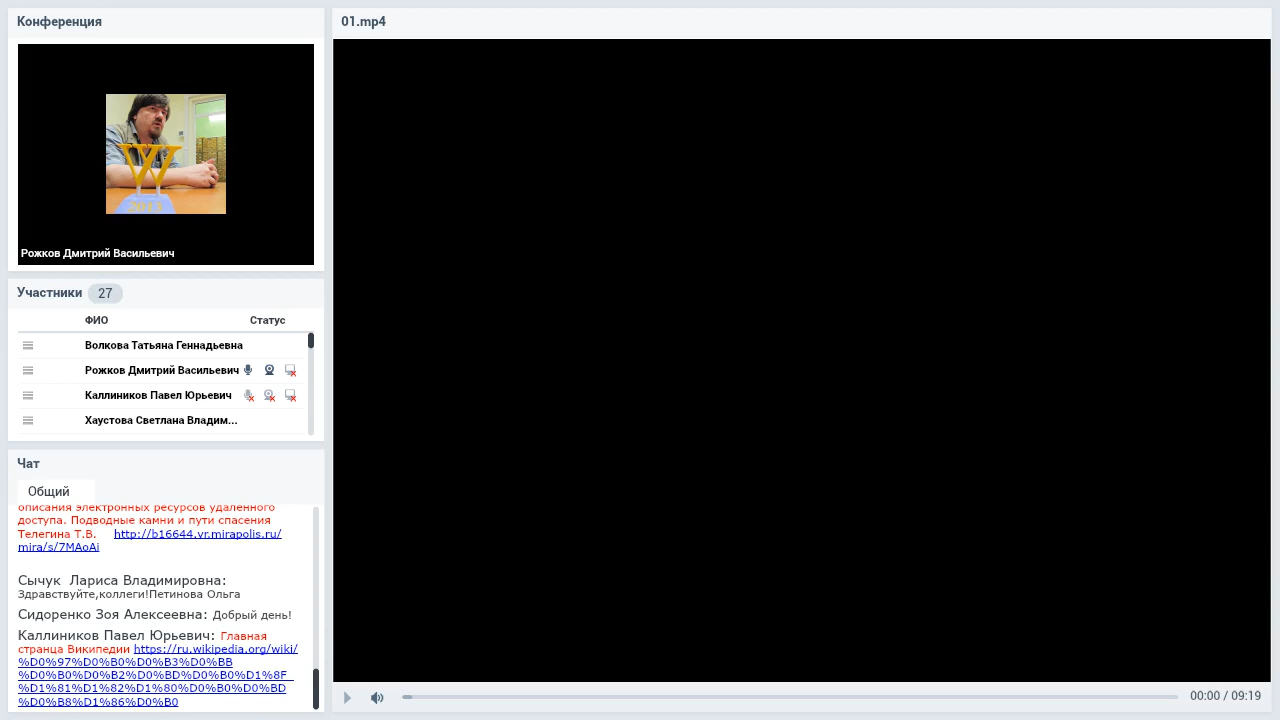 Конференция
W
2015
Рожков Дмитрий Васильевич
Участники 27
ФИО Статус
Волкова Татьяна Геннадьевна
Рожков Дмитрий Васильевич
Каллиников Павел Юрьевич
Хаустова Светлана Владим...
Чат
Общий
описания электронных ресурсов удаленного
доступа. Подводные камни и пути спасения
Телегина Т.В. http://b16644.vr.mirapolis.ru/
mira/s/7MAoAi
Сычук Лариса Владимировна:
Здравствуйте,коллеги!Петинова Ольга
Сидоренко Зоя Алексеевна: Добрый день!
Каллиников Павел Юрьевич: Главная
странца Википедии https://ru.wikipedia.org/wiki/
%D0%97%D0%B0%D0%B3%D0%BB
%D0%B0%D0%B2%D0%BD%D0%B0%D1%8F_
%D1%81%D1%82%D1%80%D0%B0%D0%BD
%D0%B8%D1%86%D0%B0
01.mp4
00:00 / 09:19